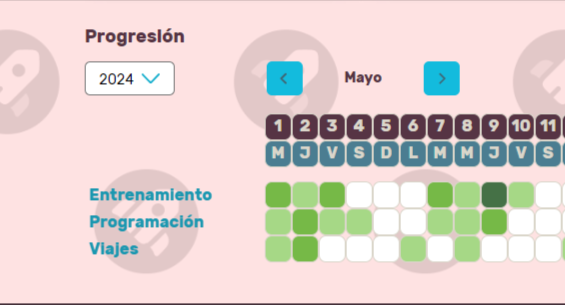 Progresión
2024
Mayo
1 2 3 4 5 6 7 8 9 10 11
M J V S D L M M J V S
Entrenamiento
Programación
Viajes